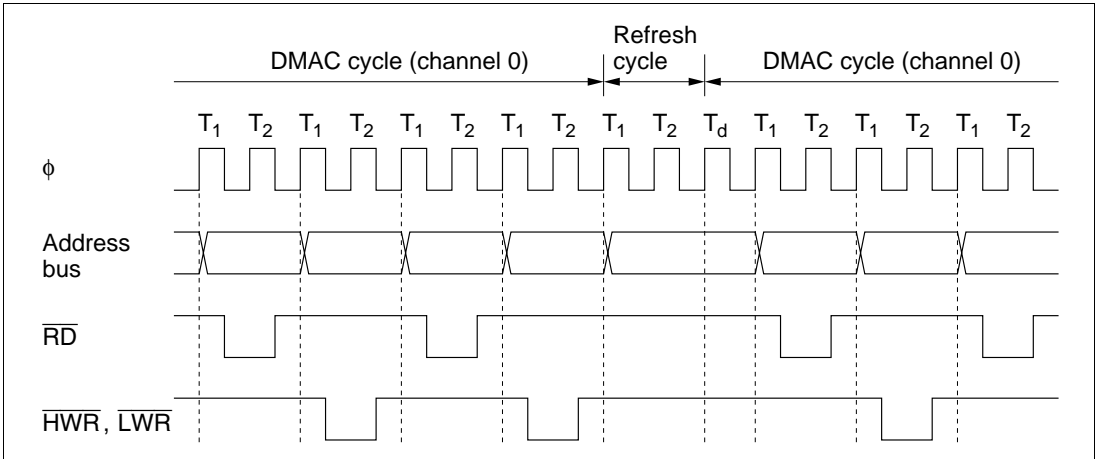 Refresh
DMAC cycle (channel 0) cycle DMAC cycle (channel 0)
T1 T2 T1 T2 T1 T2 T1 T2 T1 T2 Td T1 T2 T1 T2 T1 T2
ϕ
Address
bus
RD
HWR, LWR